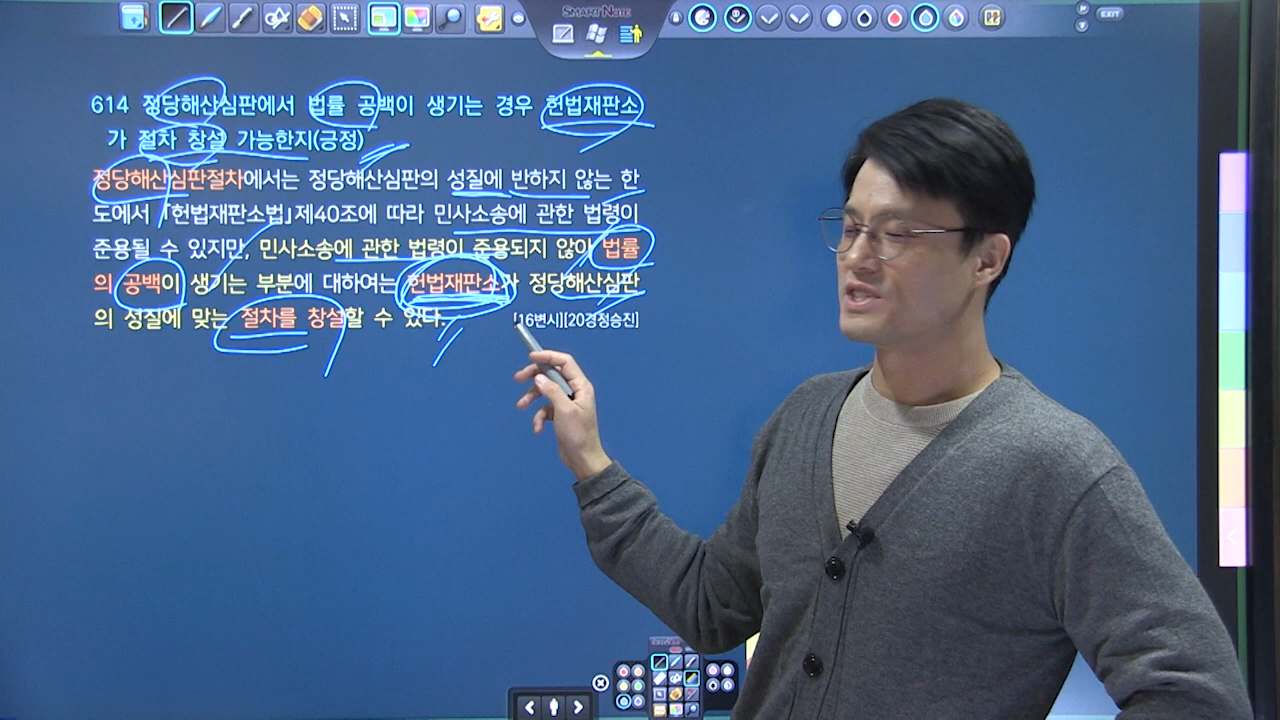 SMARTNOTE
EXIT
614 정당해산심판에서 법률 공백이 생기는 경우 헌법재판소
가 절차 창설 가능한지(긍정)
정당해산심판절차에서는 정당해산심판의 성질에 반하지 않는 한
도에서 「헌법재판소법」제40조에 따라 민사소송에 관한 법령이
준용될 수 있지만, 민사소송에 관한 법령이 준용되지 않아 법률
의 공백이 생기는 부분에 대하여는 헌법재판소가 정당해산심판
의 성질에 맞는 절차를 창설할 수 있다.
[16변시][20경정승진]